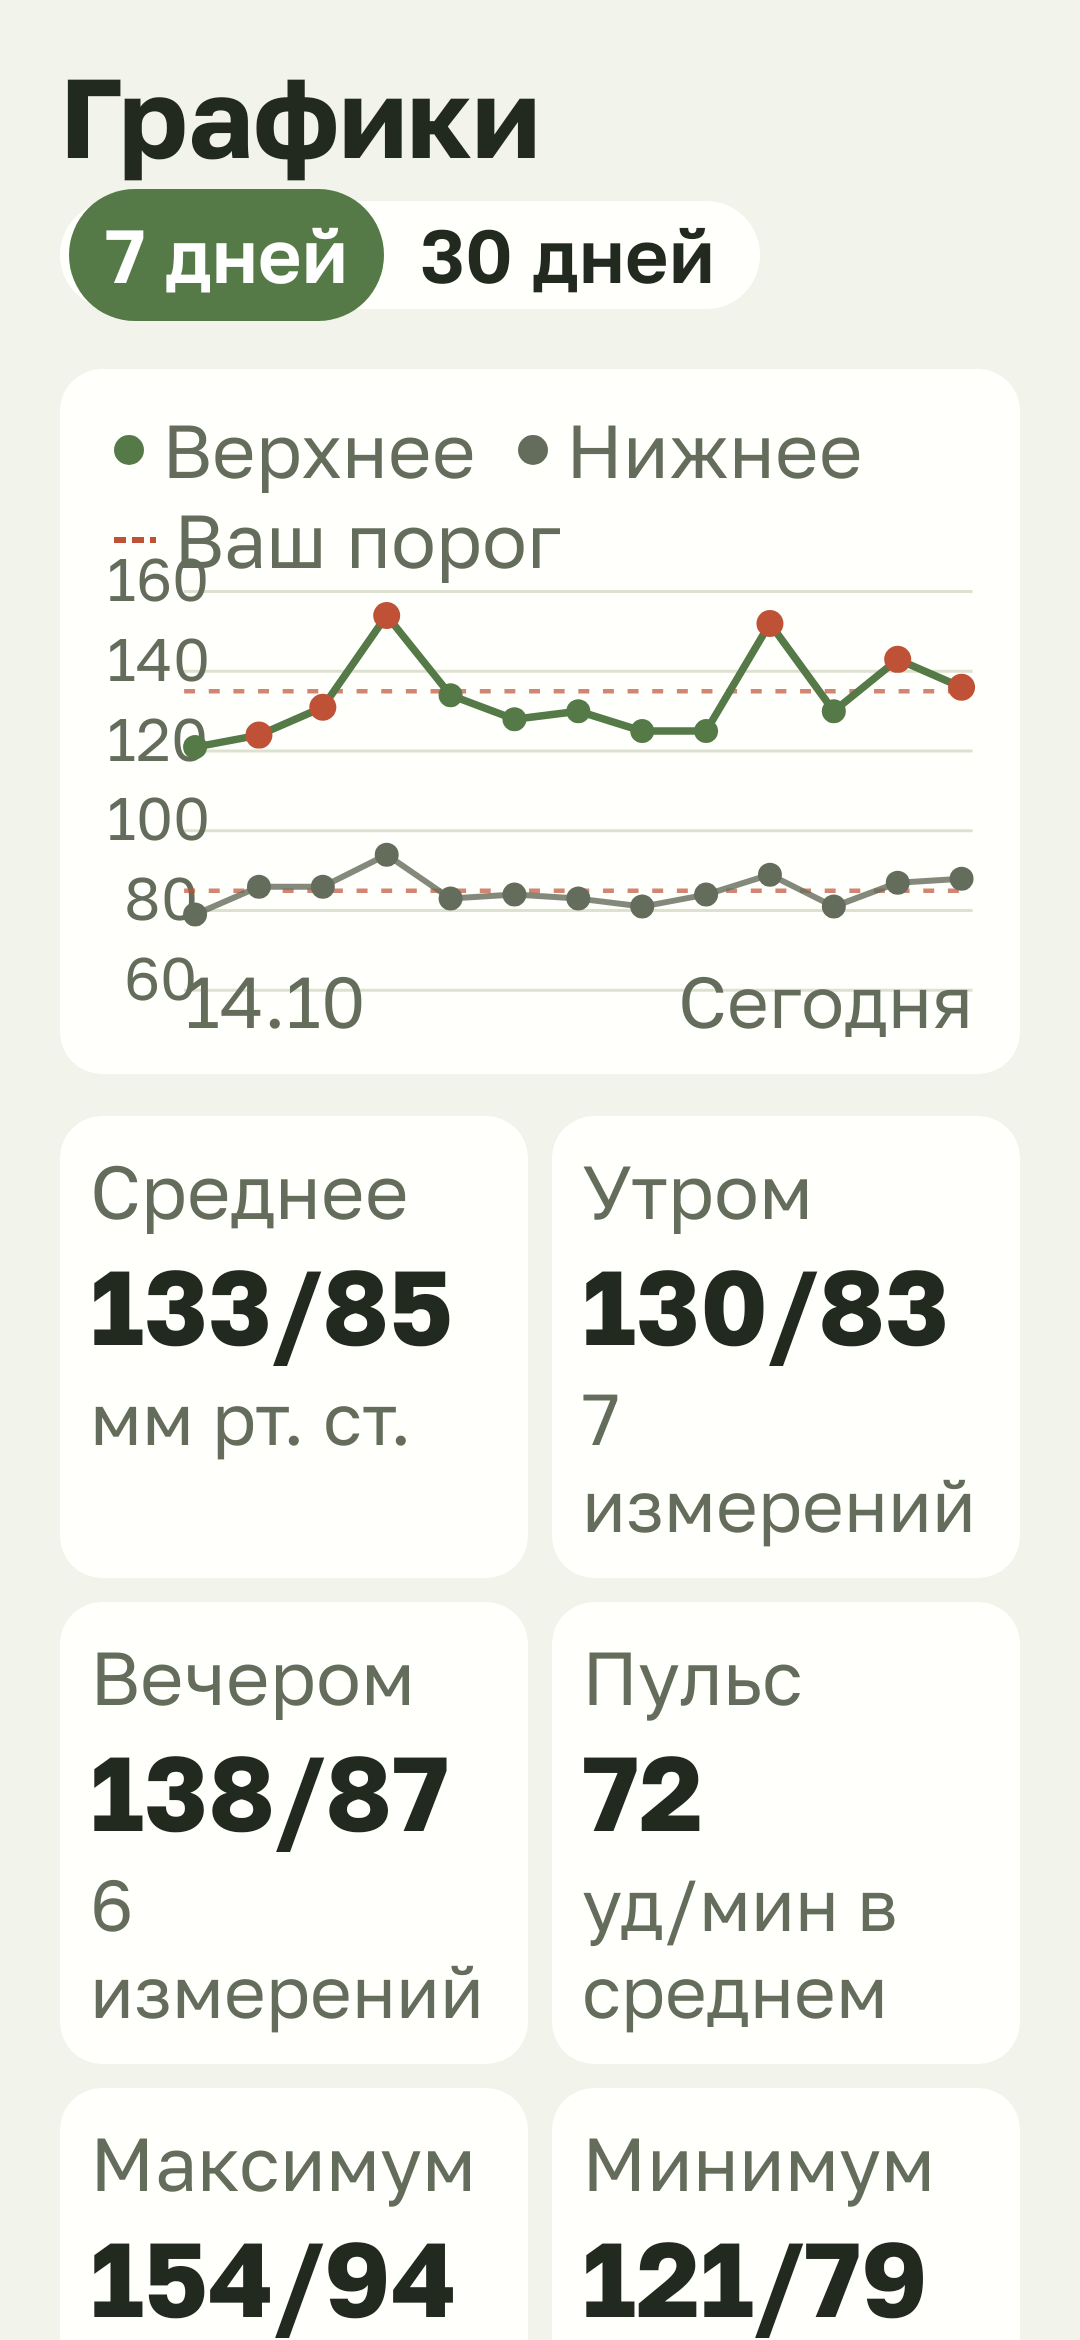 Графики
7 дней 30 дней
Верхнее Нижнее
Ваш порог
160
140
120
100
80
60
14.10 Сегодня
Среднее
133/85
мм рт. ст.
Утром
130/83
7
измерений
Вечером
138/87
6
измерений
Пульс
72
уд/мин в
среднем
Максимум
154/94
Минимум
121/79